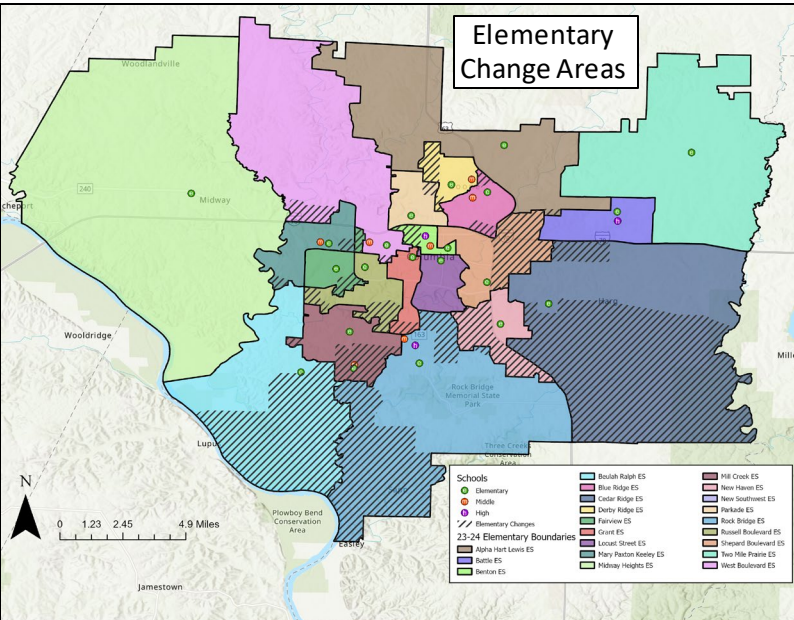 Elementary
Change Areas
Woodlandville
240
Midway
cheport
Wooldridge
Harg
163
Rock Bridge
Memorial State
Park
Three Creeks
Conservation
Area
Lupu
Plowboy Bend
Conservation
Area
Easley
Jamestown
Mill
N
0 1.23 2.45 4.9 Miles
Schools
e Elementary
m Middle
h High
Elementary Changes
23-24 Elementary Boundaries
Alpha Hart Lewis ES
Battle ES
Benton ES
Beulah Ralph ES
Blue Ridge ES
Cedar Ridge ES
Derby Ridge ES
Fairview ES
Grant ES
Locust Street ES
Mary Paxton Keeley ES
Midway Heights ES
Mill Creek ES
New Haven ES
New Southwest ES
Parkade ES
Rock Bridge ES
Russell Boulevard ES
Shepard Boulevard ES
Two Mile Prairie ES
West Boulevard ES